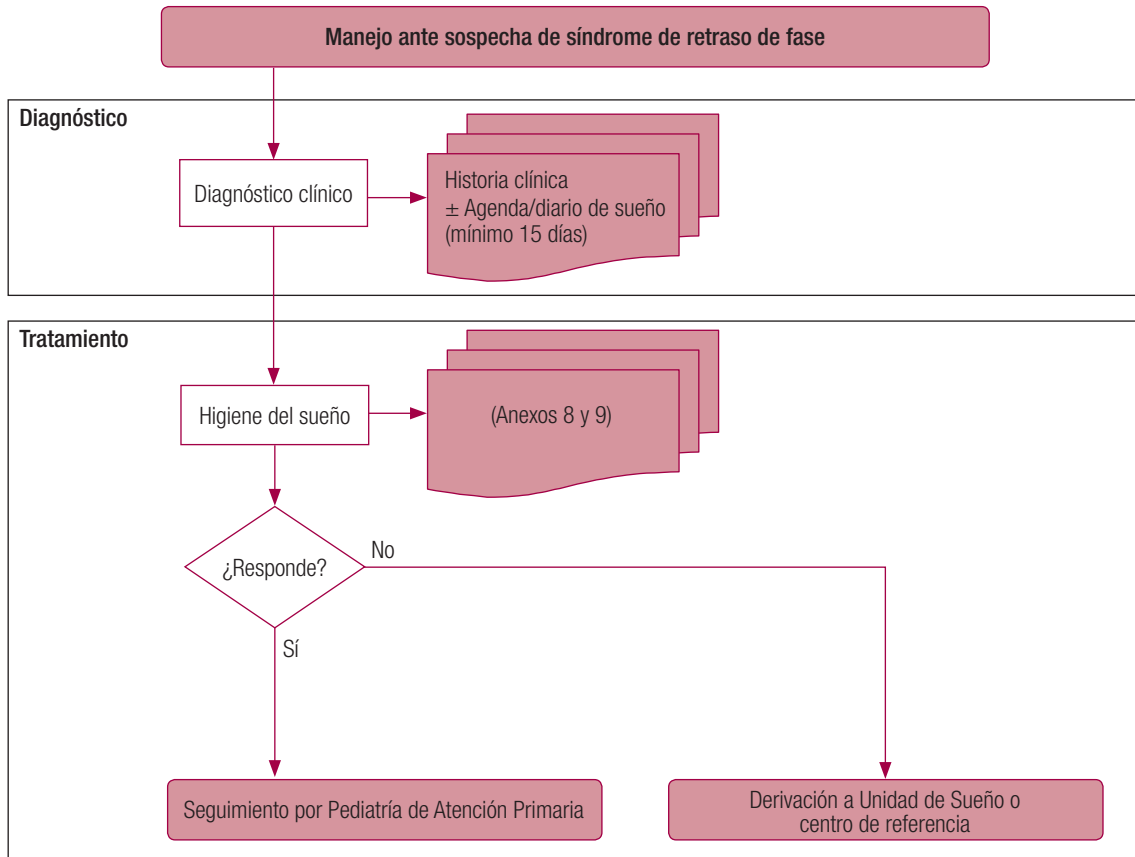 Manejo ante sospecha de síndrome de retraso de fase
Diagnóstico
Diagnóstico clínico
Historia clínica
± Agenda/diario de sueño
(mínimo 15 días)
Tratamiento
Higiene del sueño
(Anexos 8 y 9)
¿Responde?
No
Sí
Seguimiento por Pediatría de Atención Primaria
Derivación a Unidad de Sueño o
centro de referencia